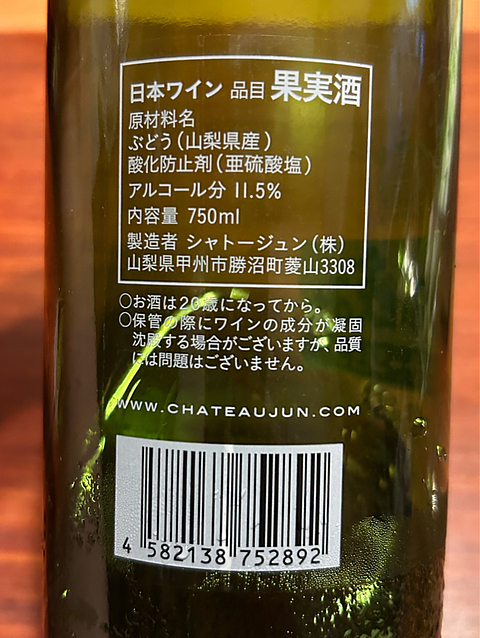 日本ワイン 品目 果実酒
原材料名
ぶどう(山梨県産)
酸化防止剤(亜硫酸塩)
アルコール分 11.5%
内容量 750ml
製造者 シャトージュン(株)
山梨県甲州市勝沼町菱山3308
○お酒は20歳になってから。
○保管の際にワインの成分が凝固
沈殿する場合がございますが、品質
には問題はございません。
WWW.CHATEAUJUN.COM
4 582138 752892